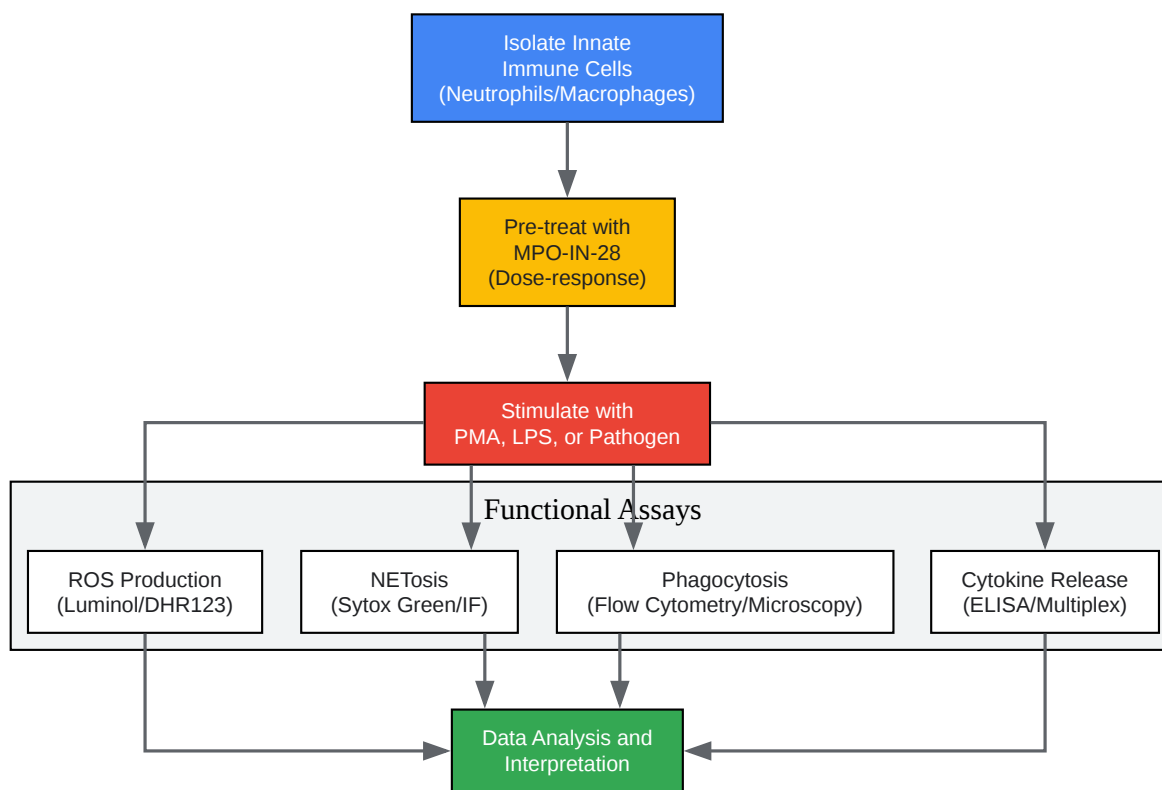 Isolate Innate
Immune Cells
(Neutrophils/Macrophages)
Pre-treat with
MPO-IN-28
(Dose-response)
Stimulate with
PMA, LPS, or Pathogen
Functional Assays
ROS Production
(Luminol/DHR123)
NETosis
(Sytox Green/IF)
Phagocytosis
(Flow Cytometry/Microscopy)
Cytokine Release
(ELISA/Multiplex)
Data Analysis and
Interpretation